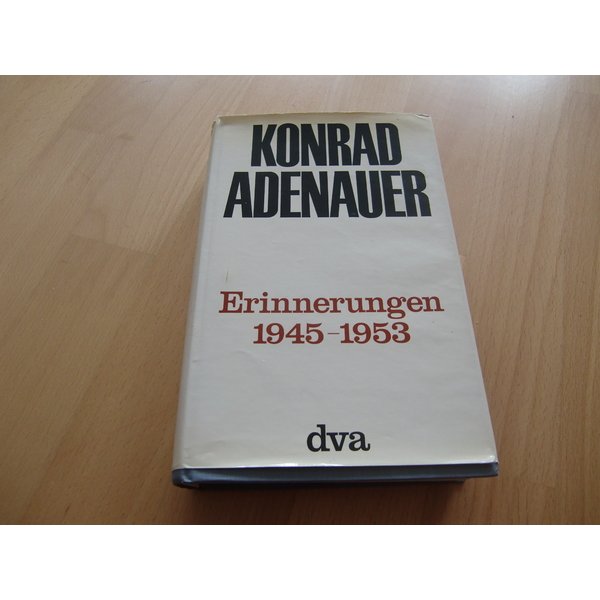 KONRAD
ADENAUER
Erinnerungen
1945–1953
dva